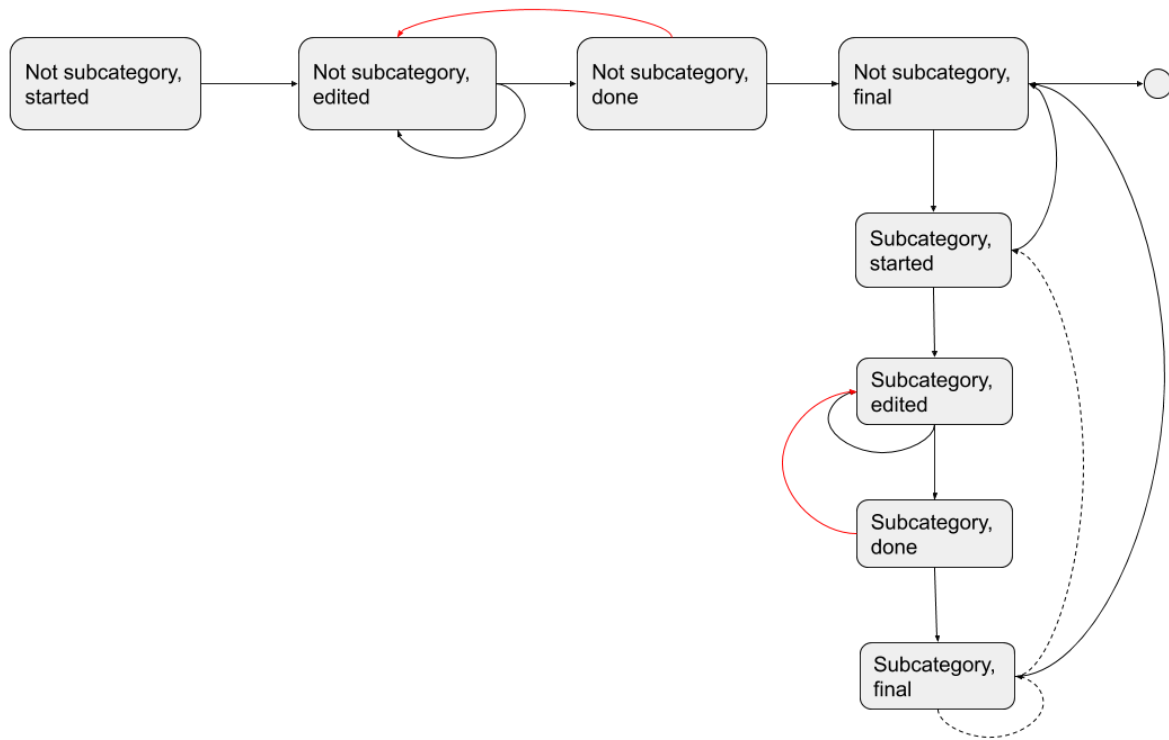 Not subcategory,
started
Not subcategory,
edited
Not subcategory,
done
Not subcategory,
final
Subcategory,
started
Subcategory,
edited
Subcategory,
done
Subcategory,
final